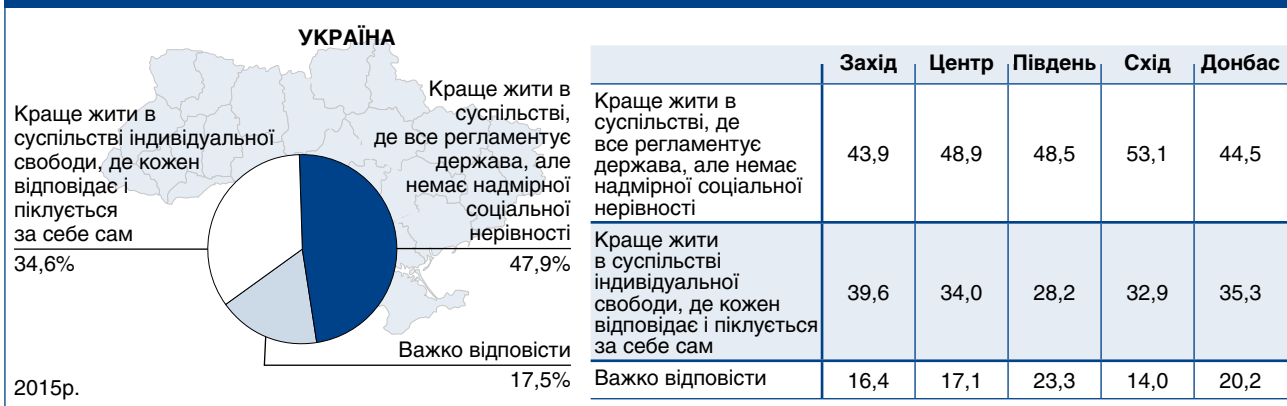 УКРАЇНА
Краще жити в
суспільстві індивідуальної
свободи, де кожен
відповідає і
піклується
за себе сам
34,6%
Краще жити в
суспільстві,
де все регламентує
держава, але
немає надмірної
соціальної
нерівності
47,9%
Важко відповісти
17,5%
2015р.
Захід Центр Південь Схід Донбас
Краще жити в
суспільстві, де
все регламентує
держава, але немає
надмірної соціальної
нерівності
43,9 48,9 48,5 53,1 44,5
Краще жити
в суспільстві
індивідуальної
свободи, де кожен
відповідає і піклується
за себе сам
39,6 34,0 28,2 32,9 35,3
Важко відповісти 16,4 17,1 23,3 14,0 20,2